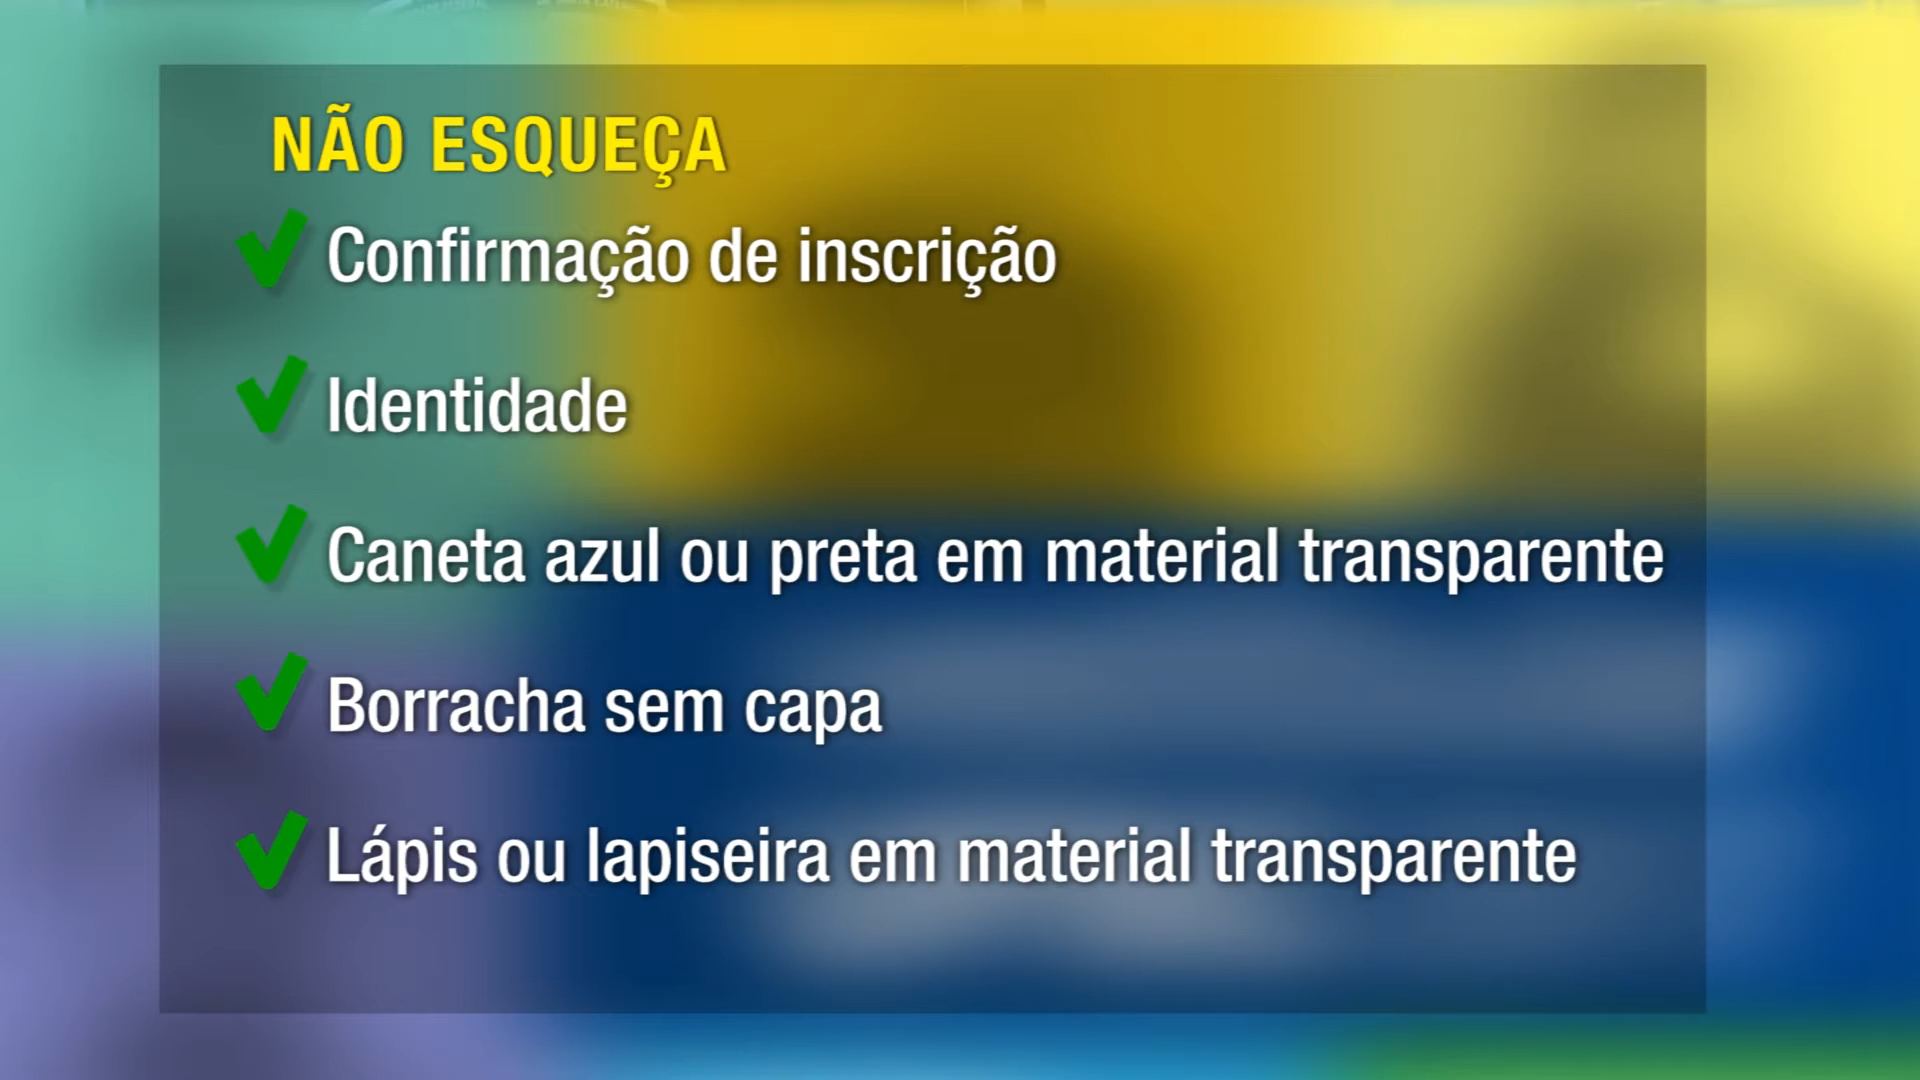 NÃO ESQUEÇA
Confirmação de inscrição
Identidade
Caneta azul ou preta em material transparente
Borracha sem capa
Lápis ou lapiseira em material transparente